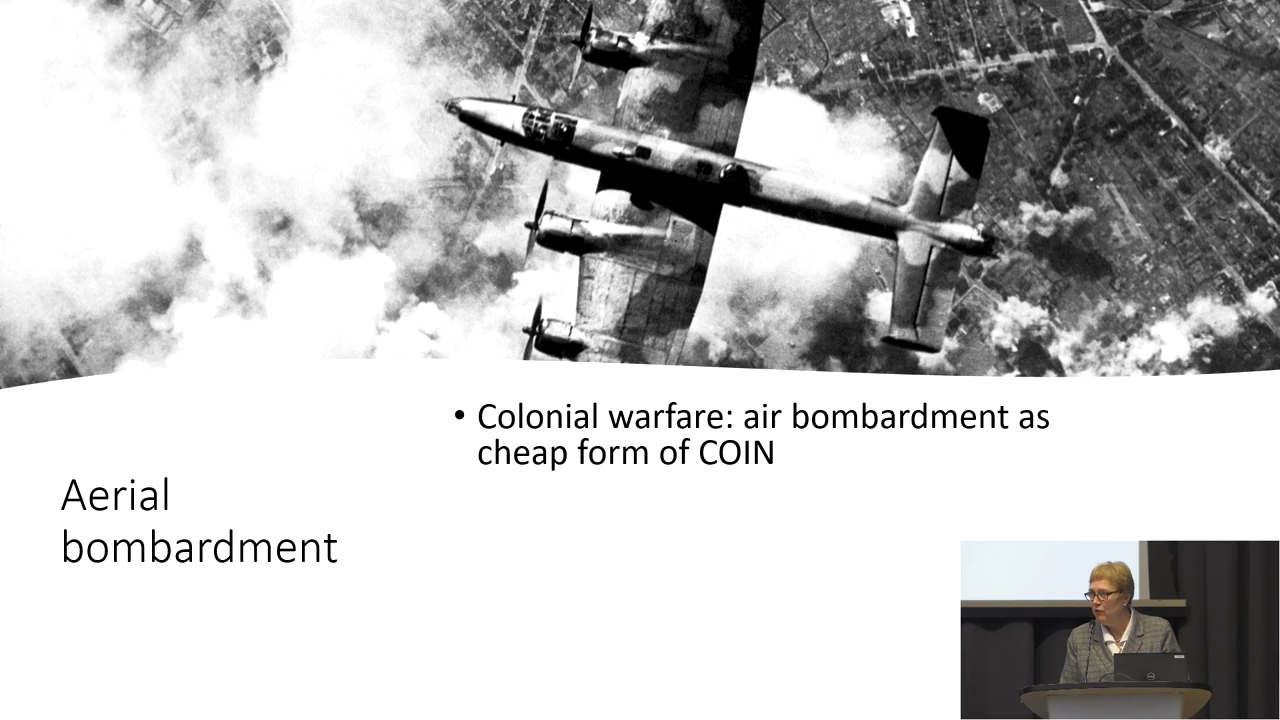 Aerial
bombardment
• Colonial warfare: air bombardment as
cheap form of COIN